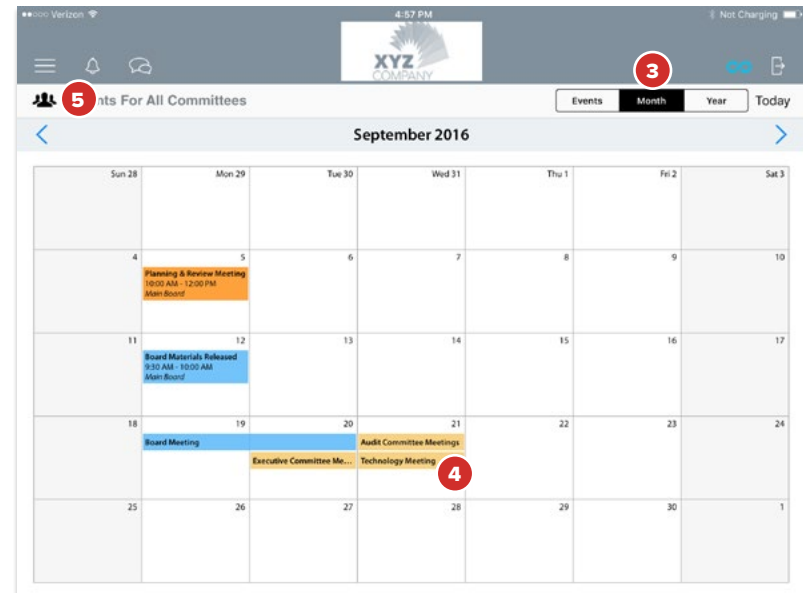 Verizon 4:57 PM Not Charging
XYZ
COMPANY
3
5 nts For All Committees Events Month Year Today
September 2016
Sun 28 Mon 29 Tue 30 Wed 31 Thu 1 Fri 2 Sat 3
4 5 6 7 8 9 10
Planning & Review Meeting
10:00 AM - 12:00 PM
Main Board
11 12 13 14 15 16 17
Board Materials Released
9:30 AM - 10:00 AM
Main Board
18 19 20 21 22 23 24
Board Meeting Audit Committee Meetings
Executive Committee Me... Technology Meeting
4
25 26 27 28 29 30 1